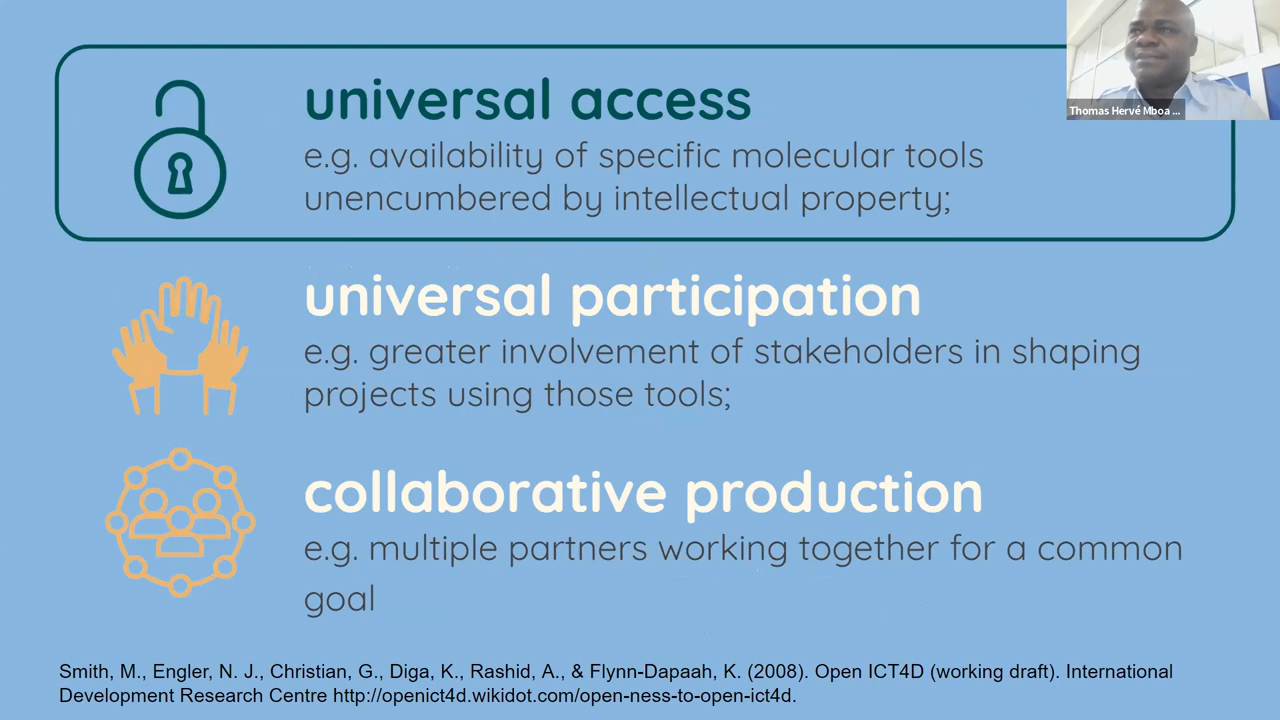 universal access
e.g. availability of specific molecular tools
unencumbered by intellectual property;
Thomas Hervé Mboa ...
universal participation
e.g. greater involvement of stakeholders in shaping
projects using those tools;
collaborative production
e.g. multiple partners working together for a common
goal
Smith, M., Engler, N. J., Christian, G., Diga, K., Rashid, A., & Flynn-Dapaah, K. (2008). Open ICT4D (working draft). International
Development Research Centre http://openict4d.wikidot.com/open-ness-to-open-ict4d.